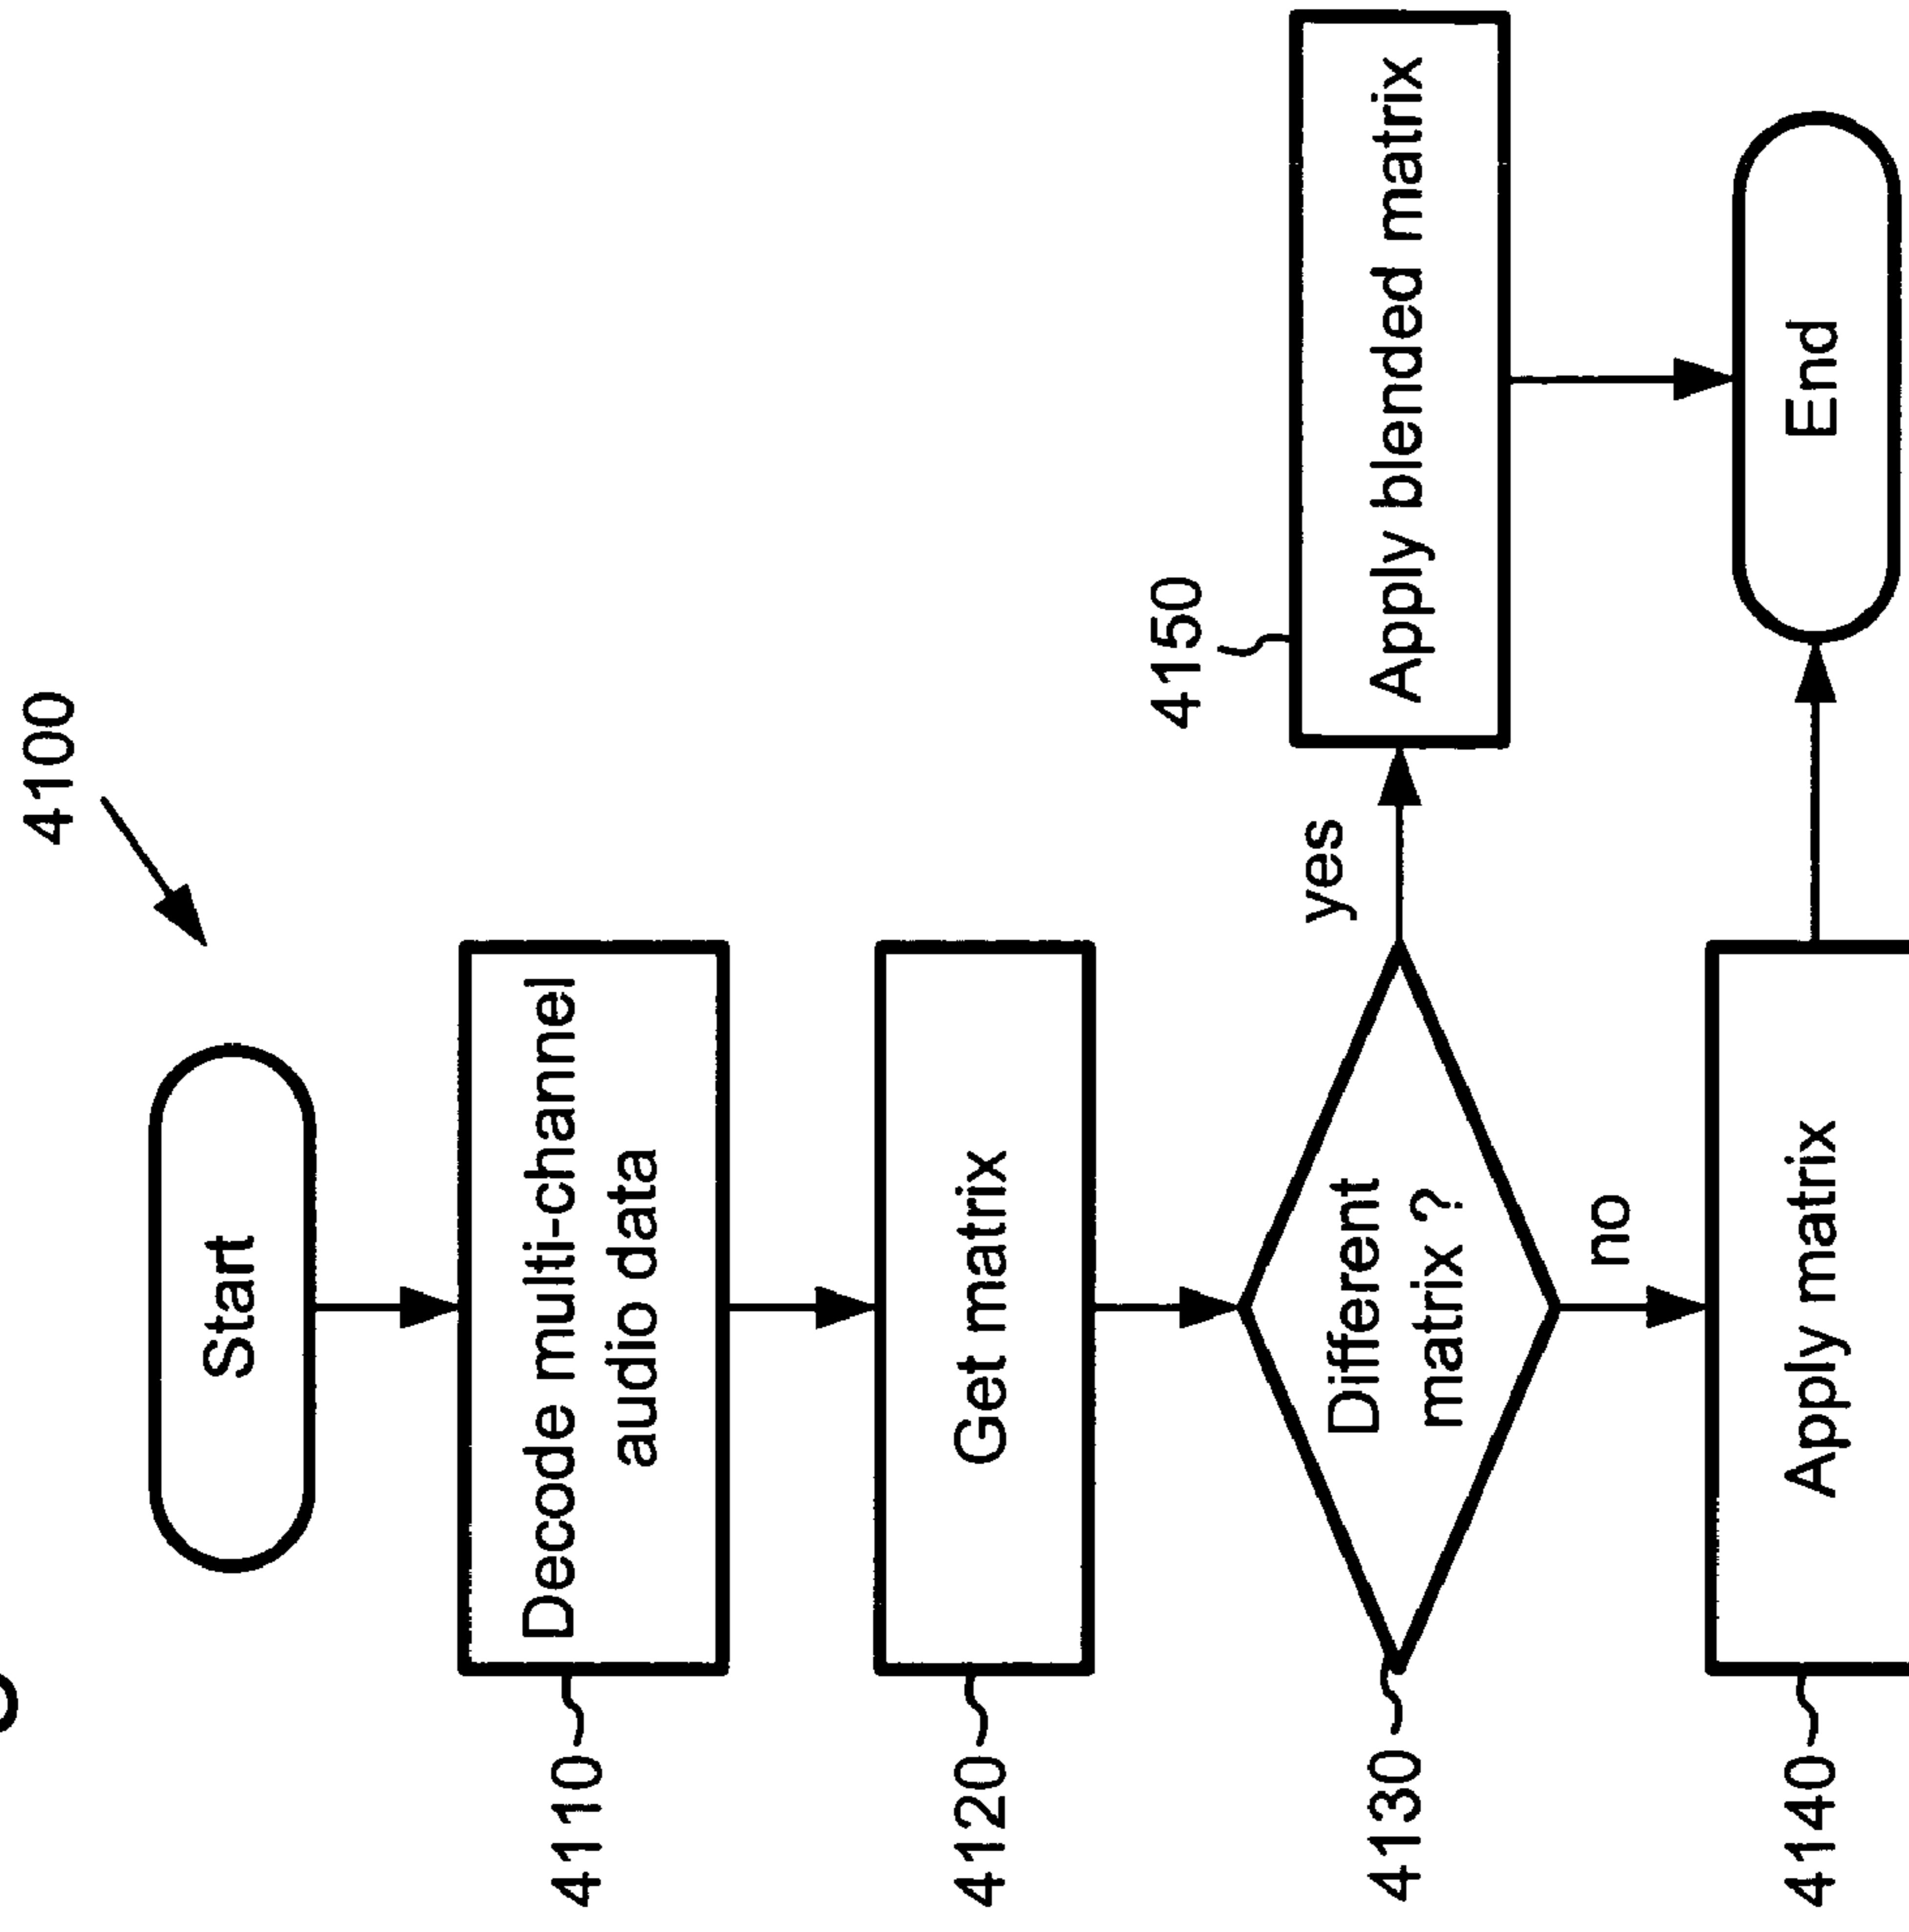 4100
Start
4110
Decode multi-channel
audio data
4120
Get matrix
4130
Different
matrix ?
yes
4150
Apply blended matrix
no
4140
Apply matrix
End